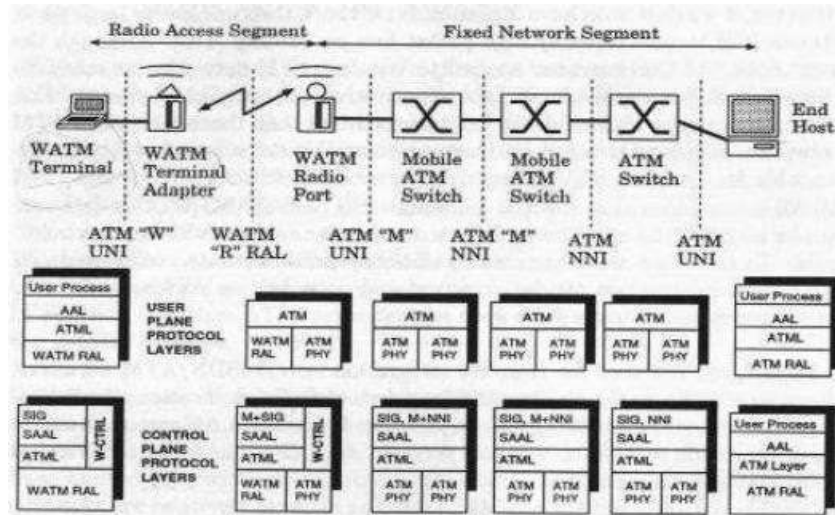 Radio Access Segment
Fixed Network Segment
WATM
Terminal
WATM
Terminal
Adapter
WATM
Radio
Port
Mobile
ATM
Switch
Mobile
ATM
Switch
ATM
Switch
End
Host
ATM "W"
UNI
WATM
"R" RAL
ATM "M"
UNI
ATM "M"
NNI
ATM
NNI
ATM
UNI
User Process
AAL
ATML
WATM RAL
USER
PLANE
PROTOCOL
LAYERS
ATM
WATM
RAL
ATM
PHY
ATM
ATM
PHY
ATM
PHY
ATM
ATM
PHY
ATM
PHY
ATM
ATM
PHY
ATM
PHY
User Process
AAL
ATML
ATM RAL
SIG
SAAL
ATML
W-CTRL
WATM RAL
CONTROL
PLANE
PROTOCOL
LAYERS
M+SIG
SAAL
ATML
W-CTRL
WATM
RAL
ATM
PHY
SIG, M+NNI
SAAL
ATML
ATM
PHY
ATM
PHY
SIG, M+NNI
SAAL
ATML
ATM
PHY
ATM
PHY
SIG, NNI
SAAL
ATML
ATM
PHY
ATM
PHY
User Process
AAL
ATM Layer
ATM RAL